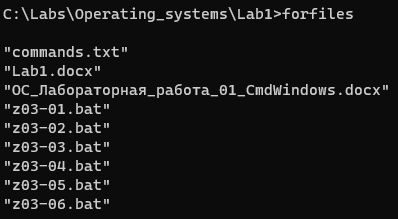 C:\Labs\Operating_systems\Lab1>forfiles
"commands.txt"
"Lab1.docx"
"ОС_Лабораторная_работа_01_CmdWindows.docx"
"z03-01.bat"
"z03-02.bat"
"z03-03.bat"
"z03-04.bat"
"z03-05.bat"
"z03-06.bat"